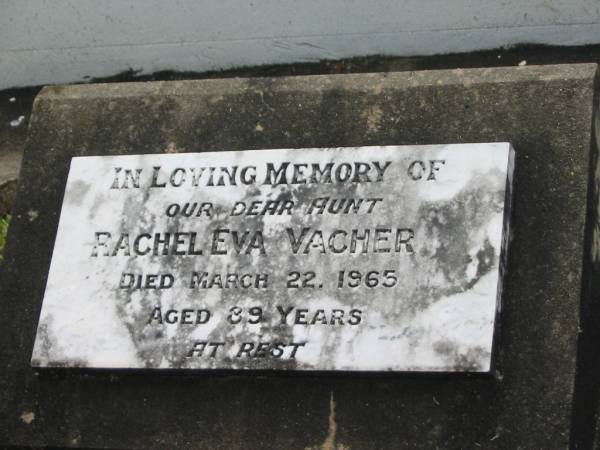 IN LOVING MEMORY OF
OUR DEAR AUNT
RACHEL EVA VACHER
DIED MARCH 22. 1965
AGED 89 YEARS
AT REST